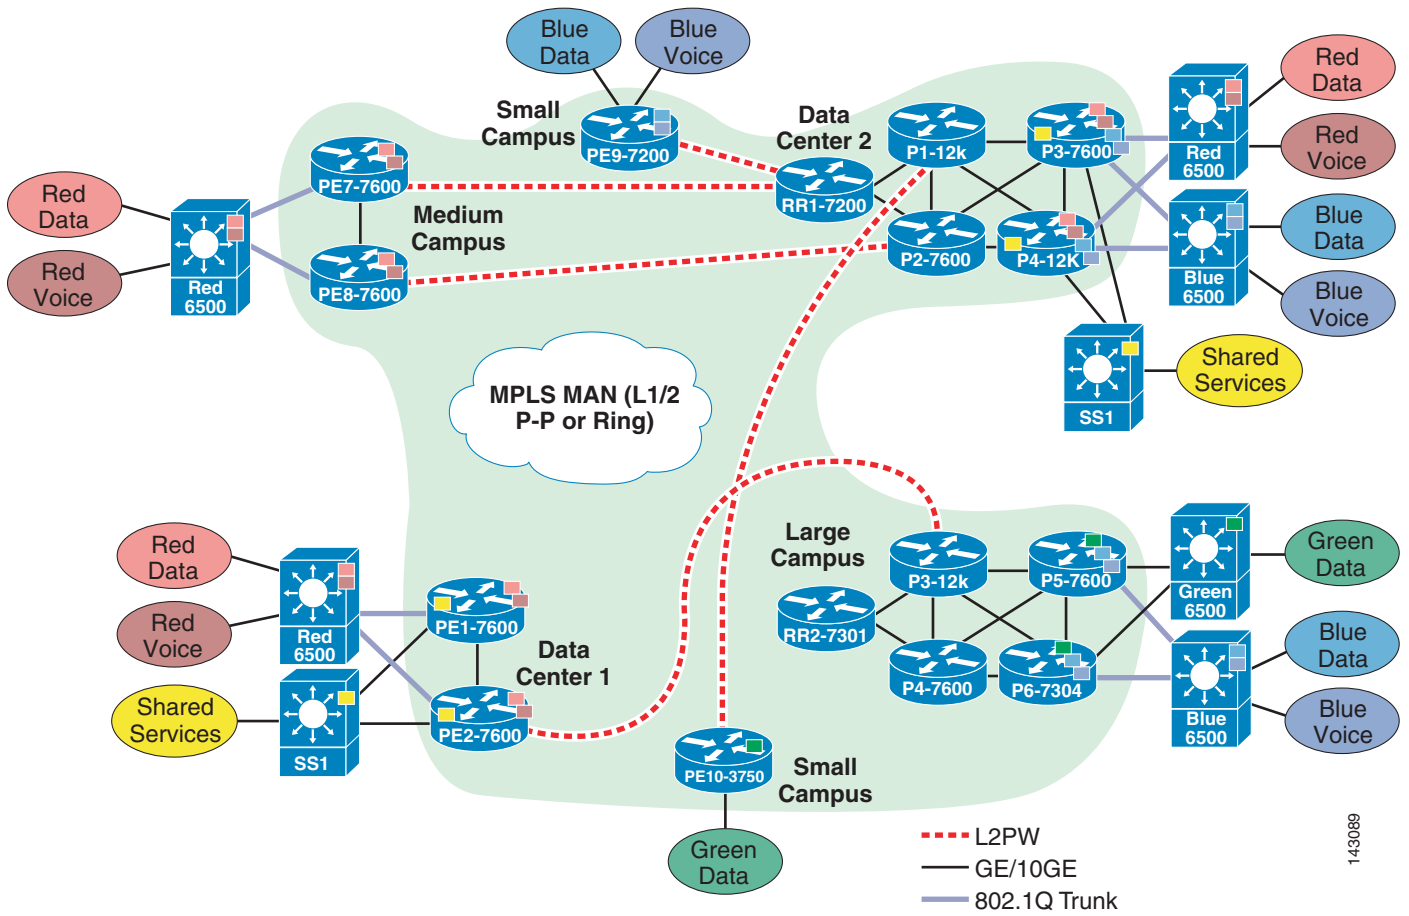 Blue
Data
Blue
Voice
Small
Campus
PE9-7200
Data
Center 2
P1-12k
P3-7600
Red
6500
Red
Data
Red
Voice
PE7-7600
RR1-7200
Red
Data
Red
Voice
Red
6500
Medium
Campus
PE8-7600
P2-7600
P4-12K
Blue
6500
Blue
Data
Blue
Voice
MPLS MAN (L1/2
P-P or Ring)
SS1
Shared
Services
Large
Campus
P3-12k
P5-7600
Green
6500
Green
Data
RR2-7301
P4-7600
P6-7304
Blue
6500
Blue
Data
Blue
Voice
Red
Data
Red
Voice
Red
6500
PE1-7600
Data
Center 1
Shared
Services
SS1
PE2-7600
PE10-3750
Small
Campus
Green
Data
L2PW
GE/10GE
802.1Q Trunk
143089